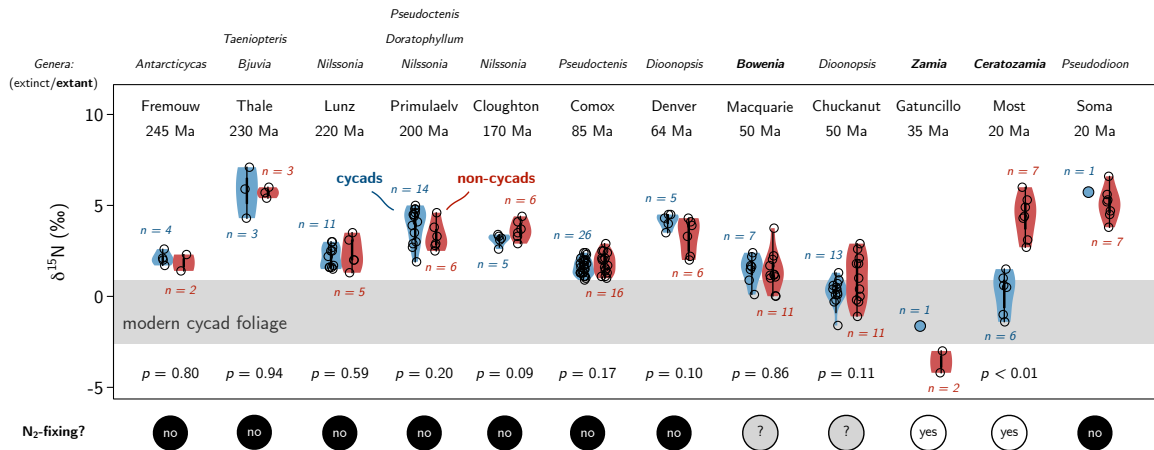 Pseudoctenis
Taeniopteris Doratophyllum
Genera: Antarcticycas Bjuvia Nilssonia Nilssonia Nilssonia Pseudoctenis Dioonopsis Bowenia Dioonopsis Zamia Ceratozamia Pseudodioon
(extinct/extant)
Fremouw Thale Lunz Primulaelv Cloughton Comox Denver Macquarie Chuckanut Gatuncillo Most Soma
245 Ma 230 Ma 220 Ma 200 Ma 170 Ma 85 Ma 64 Ma 50 Ma 50 Ma 35 Ma 20 Ma 20 Ma
10
5
0
-5
δ¹⁵N (‰)
cycads
non-cycads
n = 4
n = 2
n = 3
n = 3
n = 11
n = 5
n = 14
n = 6
n = 6
n = 5
n = 26
n = 16
n = 5
n = 6
n = 7
n = 11
n = 13
n = 11
n = 1
n = 2
n = 7
n = 6
n = 1
n = 7
modern cycad foliage
p = 0.80 p = 0.94 p = 0.59 p = 0.20 p = 0.09 p = 0.17 p = 0.10 p = 0.86 p = 0.11 p < 0.01
N₂-fixing? no no no no no no no ? ? yes yes no